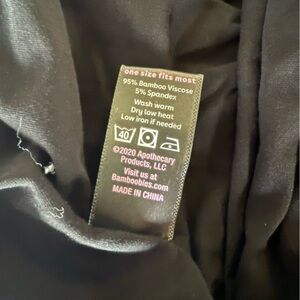 one size fits most
95% Bamboo Viscose
5% Spandex
Wash warm
Dry low heat
Low iron if needed
40
©2020 Apothecary
Products, LLC
Visit us at
Bamboobies.com
MADE IN CHINA